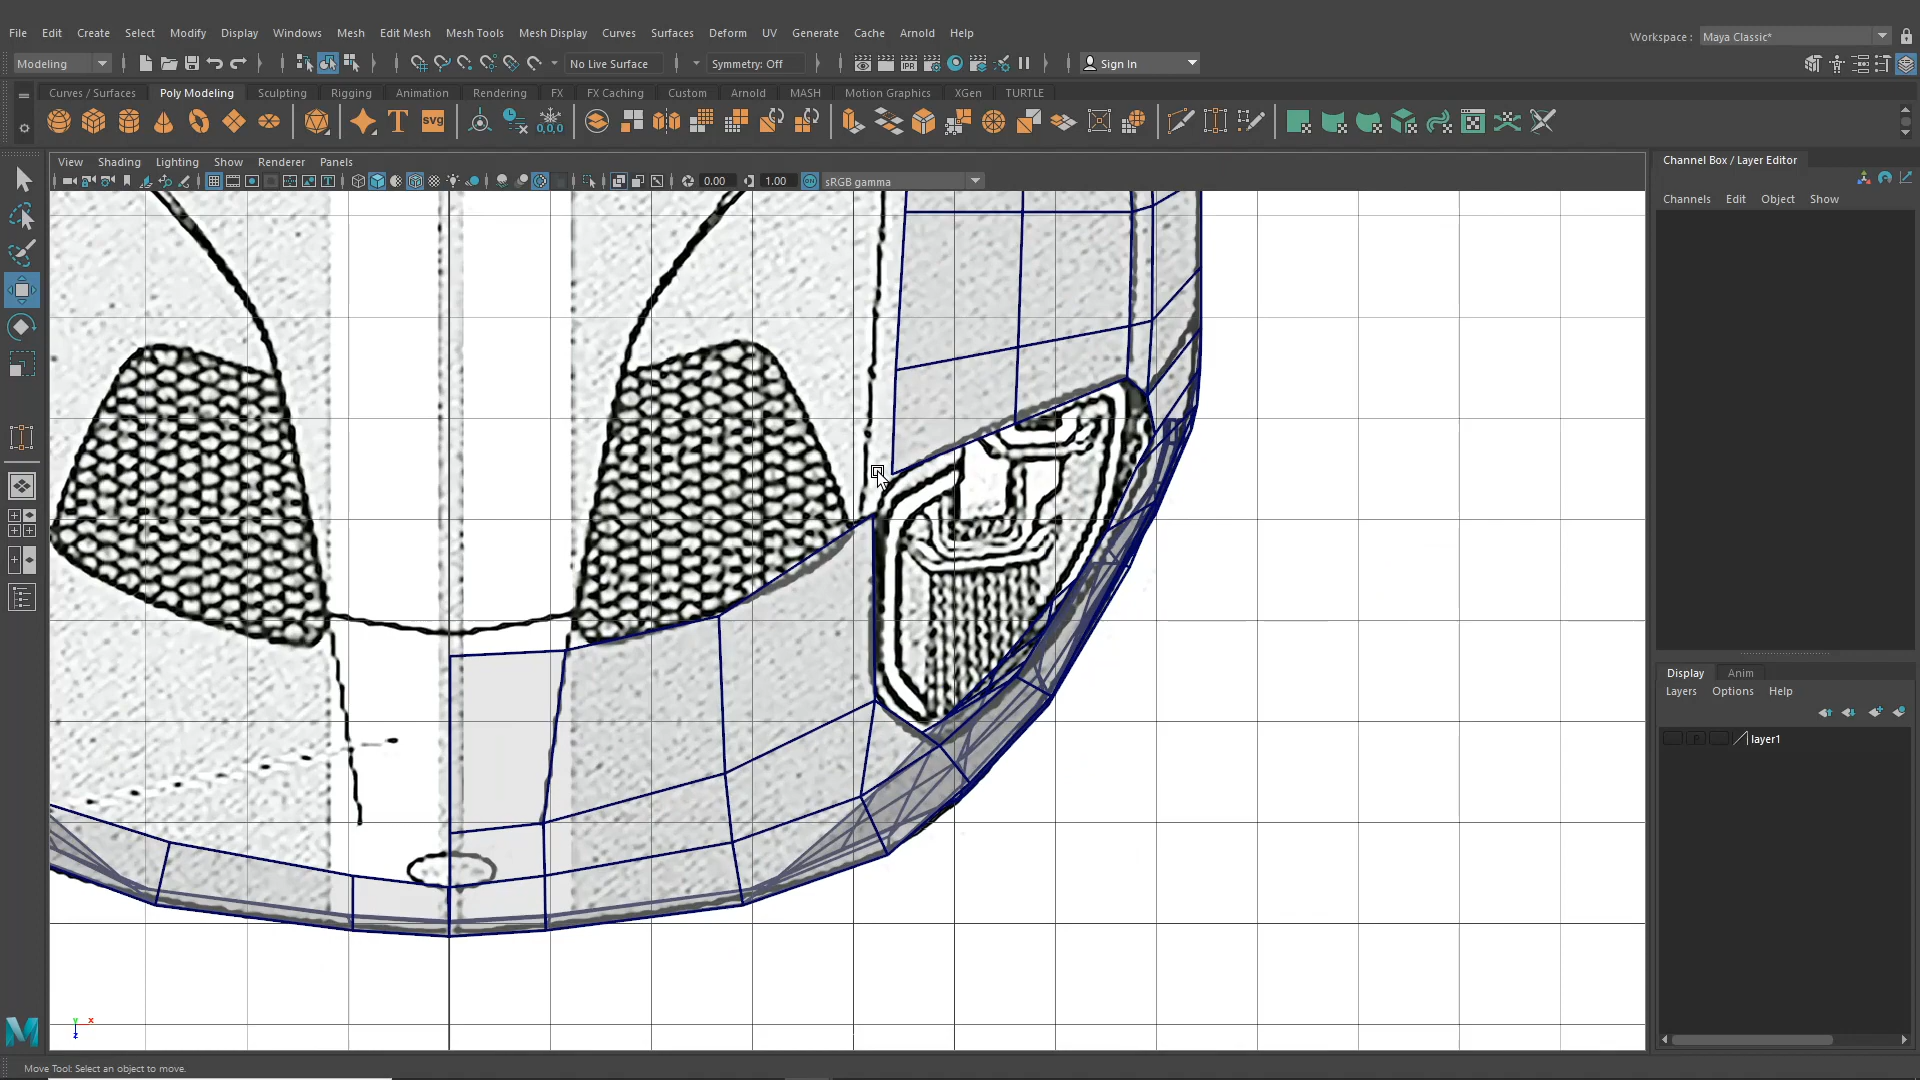 File Edit Create Select Modify Display Windows Mesh Edit Mesh Mesh Tools Mesh Display Curves Surfaces Deform UV Generate Cache Arnold Help
Workspace : Maya Classic*
Modeling No Live Surface Symmetry: Off Sign In
Curves / Surfaces Poly Modeling Sculpting Rigging Animation Rendering FX FX Caching Custom Arnold MASH Motion Graphics XGen TURTLE
T svg 0,0,0
View Shading Lighting Show Renderer Panels
0.00 1.00 sRGB gamma
Channel Box / Layer Editor
Channels Edit Object Show
Display Anim
Layers Options Help
P layer1
y x
z
Move Tool: Select an object to move.